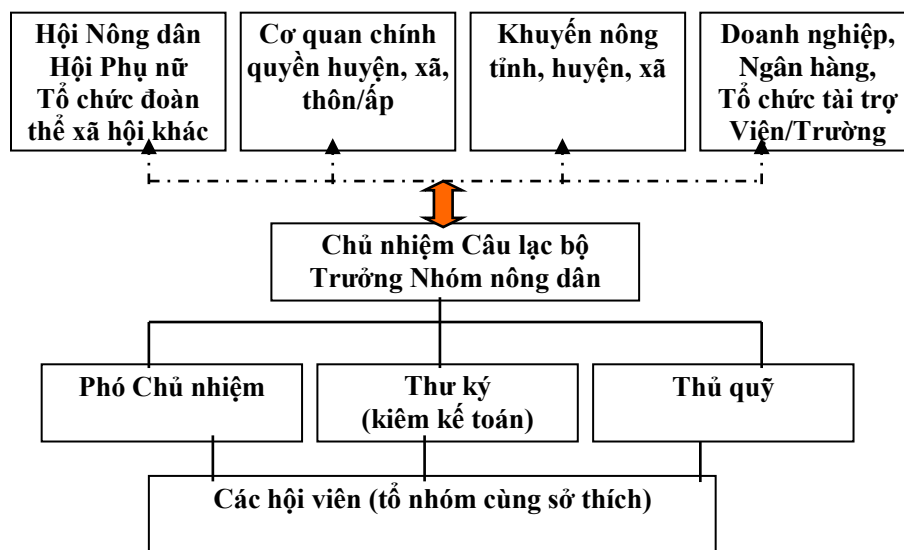 Hội Nông dân
Hội Phụ nữ
Tổ chức đoàn
thể xã hội khác
Cơ quan chính
quyền huyện, xã,
thôn/ấp
Khuyến nông
tỉnh, huyện, xã
Doanh nghiệp,
Ngân hàng,
Tổ chức tài trợ
Viện/Trường
Chủ nhiệm Câu lạc bộ
Trưởng Nhóm nông dân
Phó Chủ nhiệm
Thư ký
(kiêm kế toán)
Thủ quỹ
Các hội viên (tổ nhóm cùng sở thích)